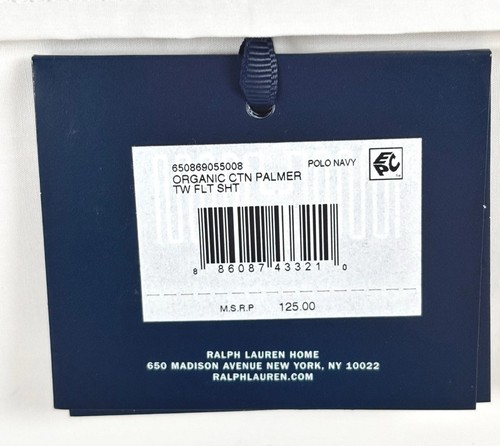 650869055008 POLO NAVY EPC
ORGANIC CTN PALMER
TW FLT SHT
8 86087 43321 0
M.S.R.P 125.00
RALPH LAUREN HOME
650 MADISON AVENUE NEW YORK, NY 10022
RALPHLAUREN.COM